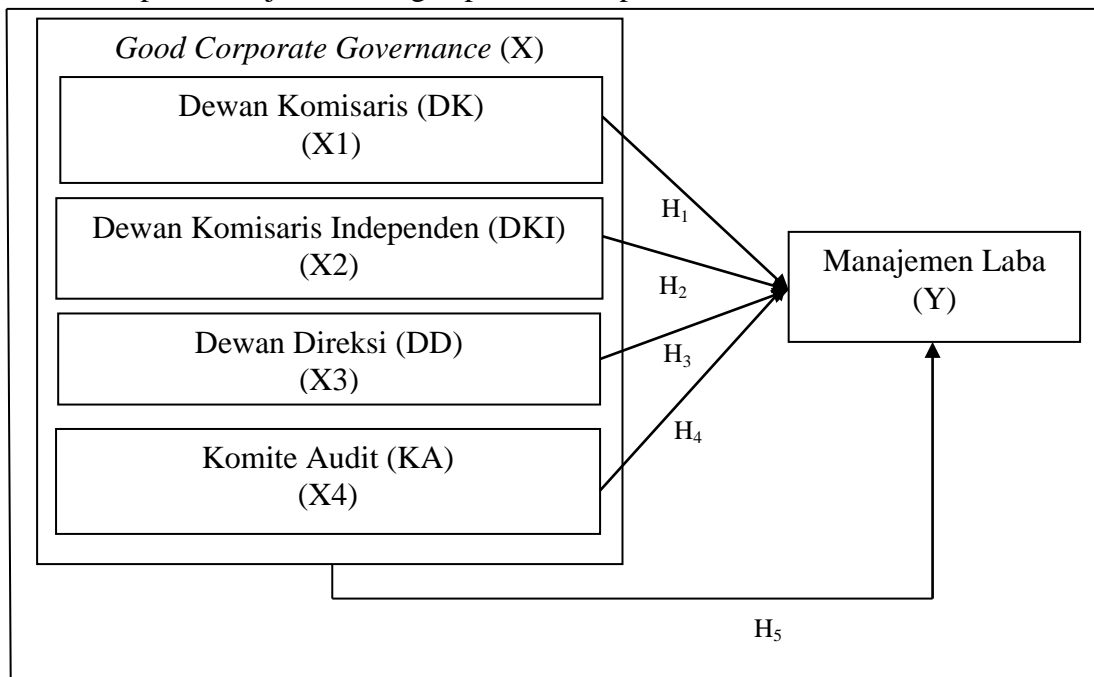 Good Corporate Governance (X)
Dewan Komisaris (DK)
(X1)
Dewan Komisaris Independen (DKI)
(X2)
Dewan Direksi (DD)
(X3)
Komite Audit (KA)
(X4)
H1
H2
H3
H4
Manajemen Laba
(Y)
H5